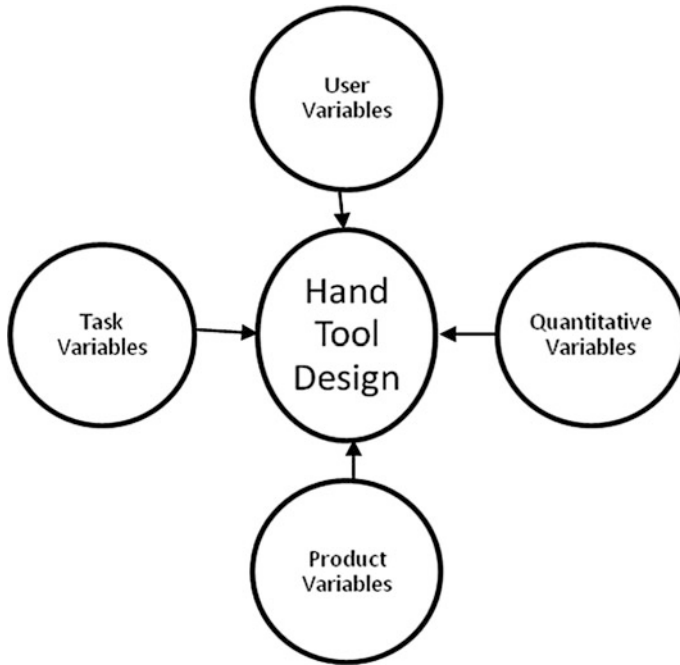 User
Variables
Hand
Tool
Design
Task
Variables
Quantitative
Variables
Product
Variables